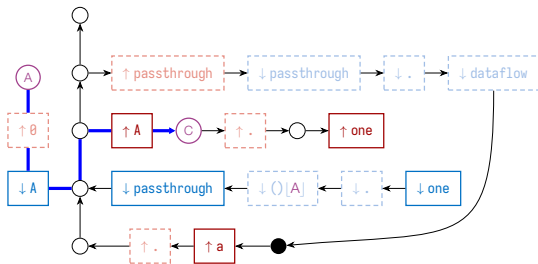 ↑passthrough ↓passthrough ↓. ↓dataflow
A
↑0 ↑A C ↑. ↑one
↓A ↓passthrough ↓()[A] ↓. ↓one
↑. ↑a